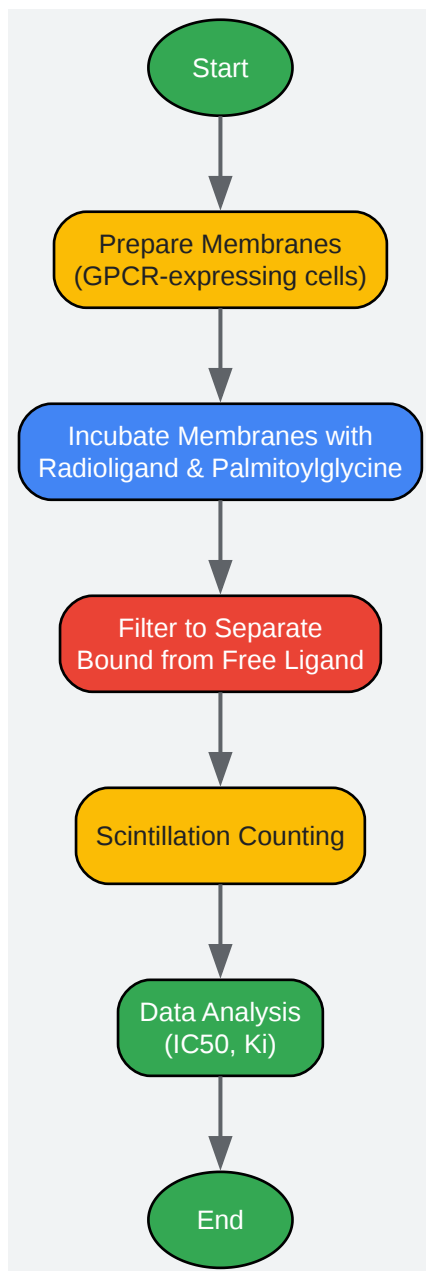 Start
Prepare Membranes
(GPCR-expressing cells)
Incubate Membranes with
Radioligand & Palmitoylglycine
Filter to Separate
Bound from Free Ligand
Scintillation Counting
Data Analysis
(IC50, Ki)
End